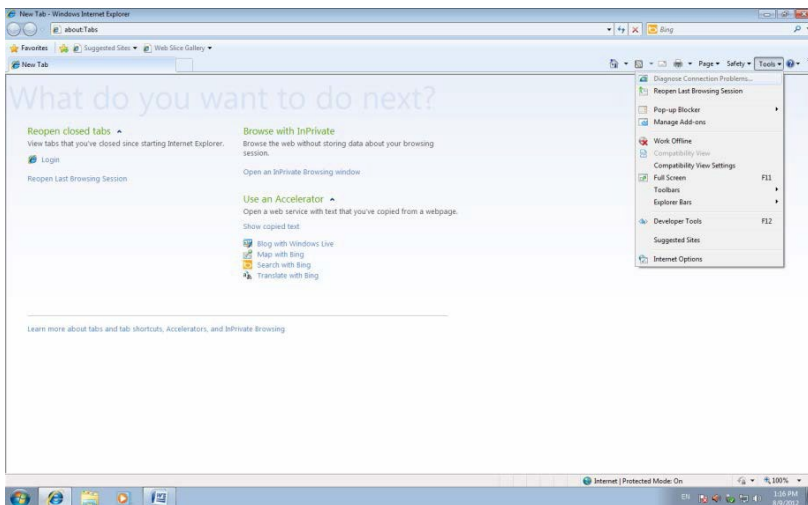 New Tab - Windows Internet Explorer
about:Tabs
Bing
Favorites Suggested Sites Web Slice Gallery
New Tab
Page Safety Tools
What do you want to do next?
Reopen closed tabs
View tabs that you've closed since starting Internet Explorer.
Login
Reopen Last Browsing Session
Browse with InPrivate
Browse the web without storing data about your browsing
session.
Open an InPrivate Browsing window
Use an Accelerator
Open a web service with text that you've copied from a webpage.
Show copied text
Blog with Windows Live
Map with Bing
Search with Bing
Translate with Bing
Learn more about tabs and tab shortcuts, Accelerators, and InPrivate Browsing
Diagnose Connection Problems...
Reopen Last Browsing Session
Pop-up Blocker
Manage Add-ons
Work Offline
Compatibility View
Compatibility View Settings
Full Screen F11
Toolbars
Explorer Bars
Developer Tools F12
Suggested Sites
Internet Options
Internet | Protected Mode: On 100%
EN 1:16 PM
8/9/2012